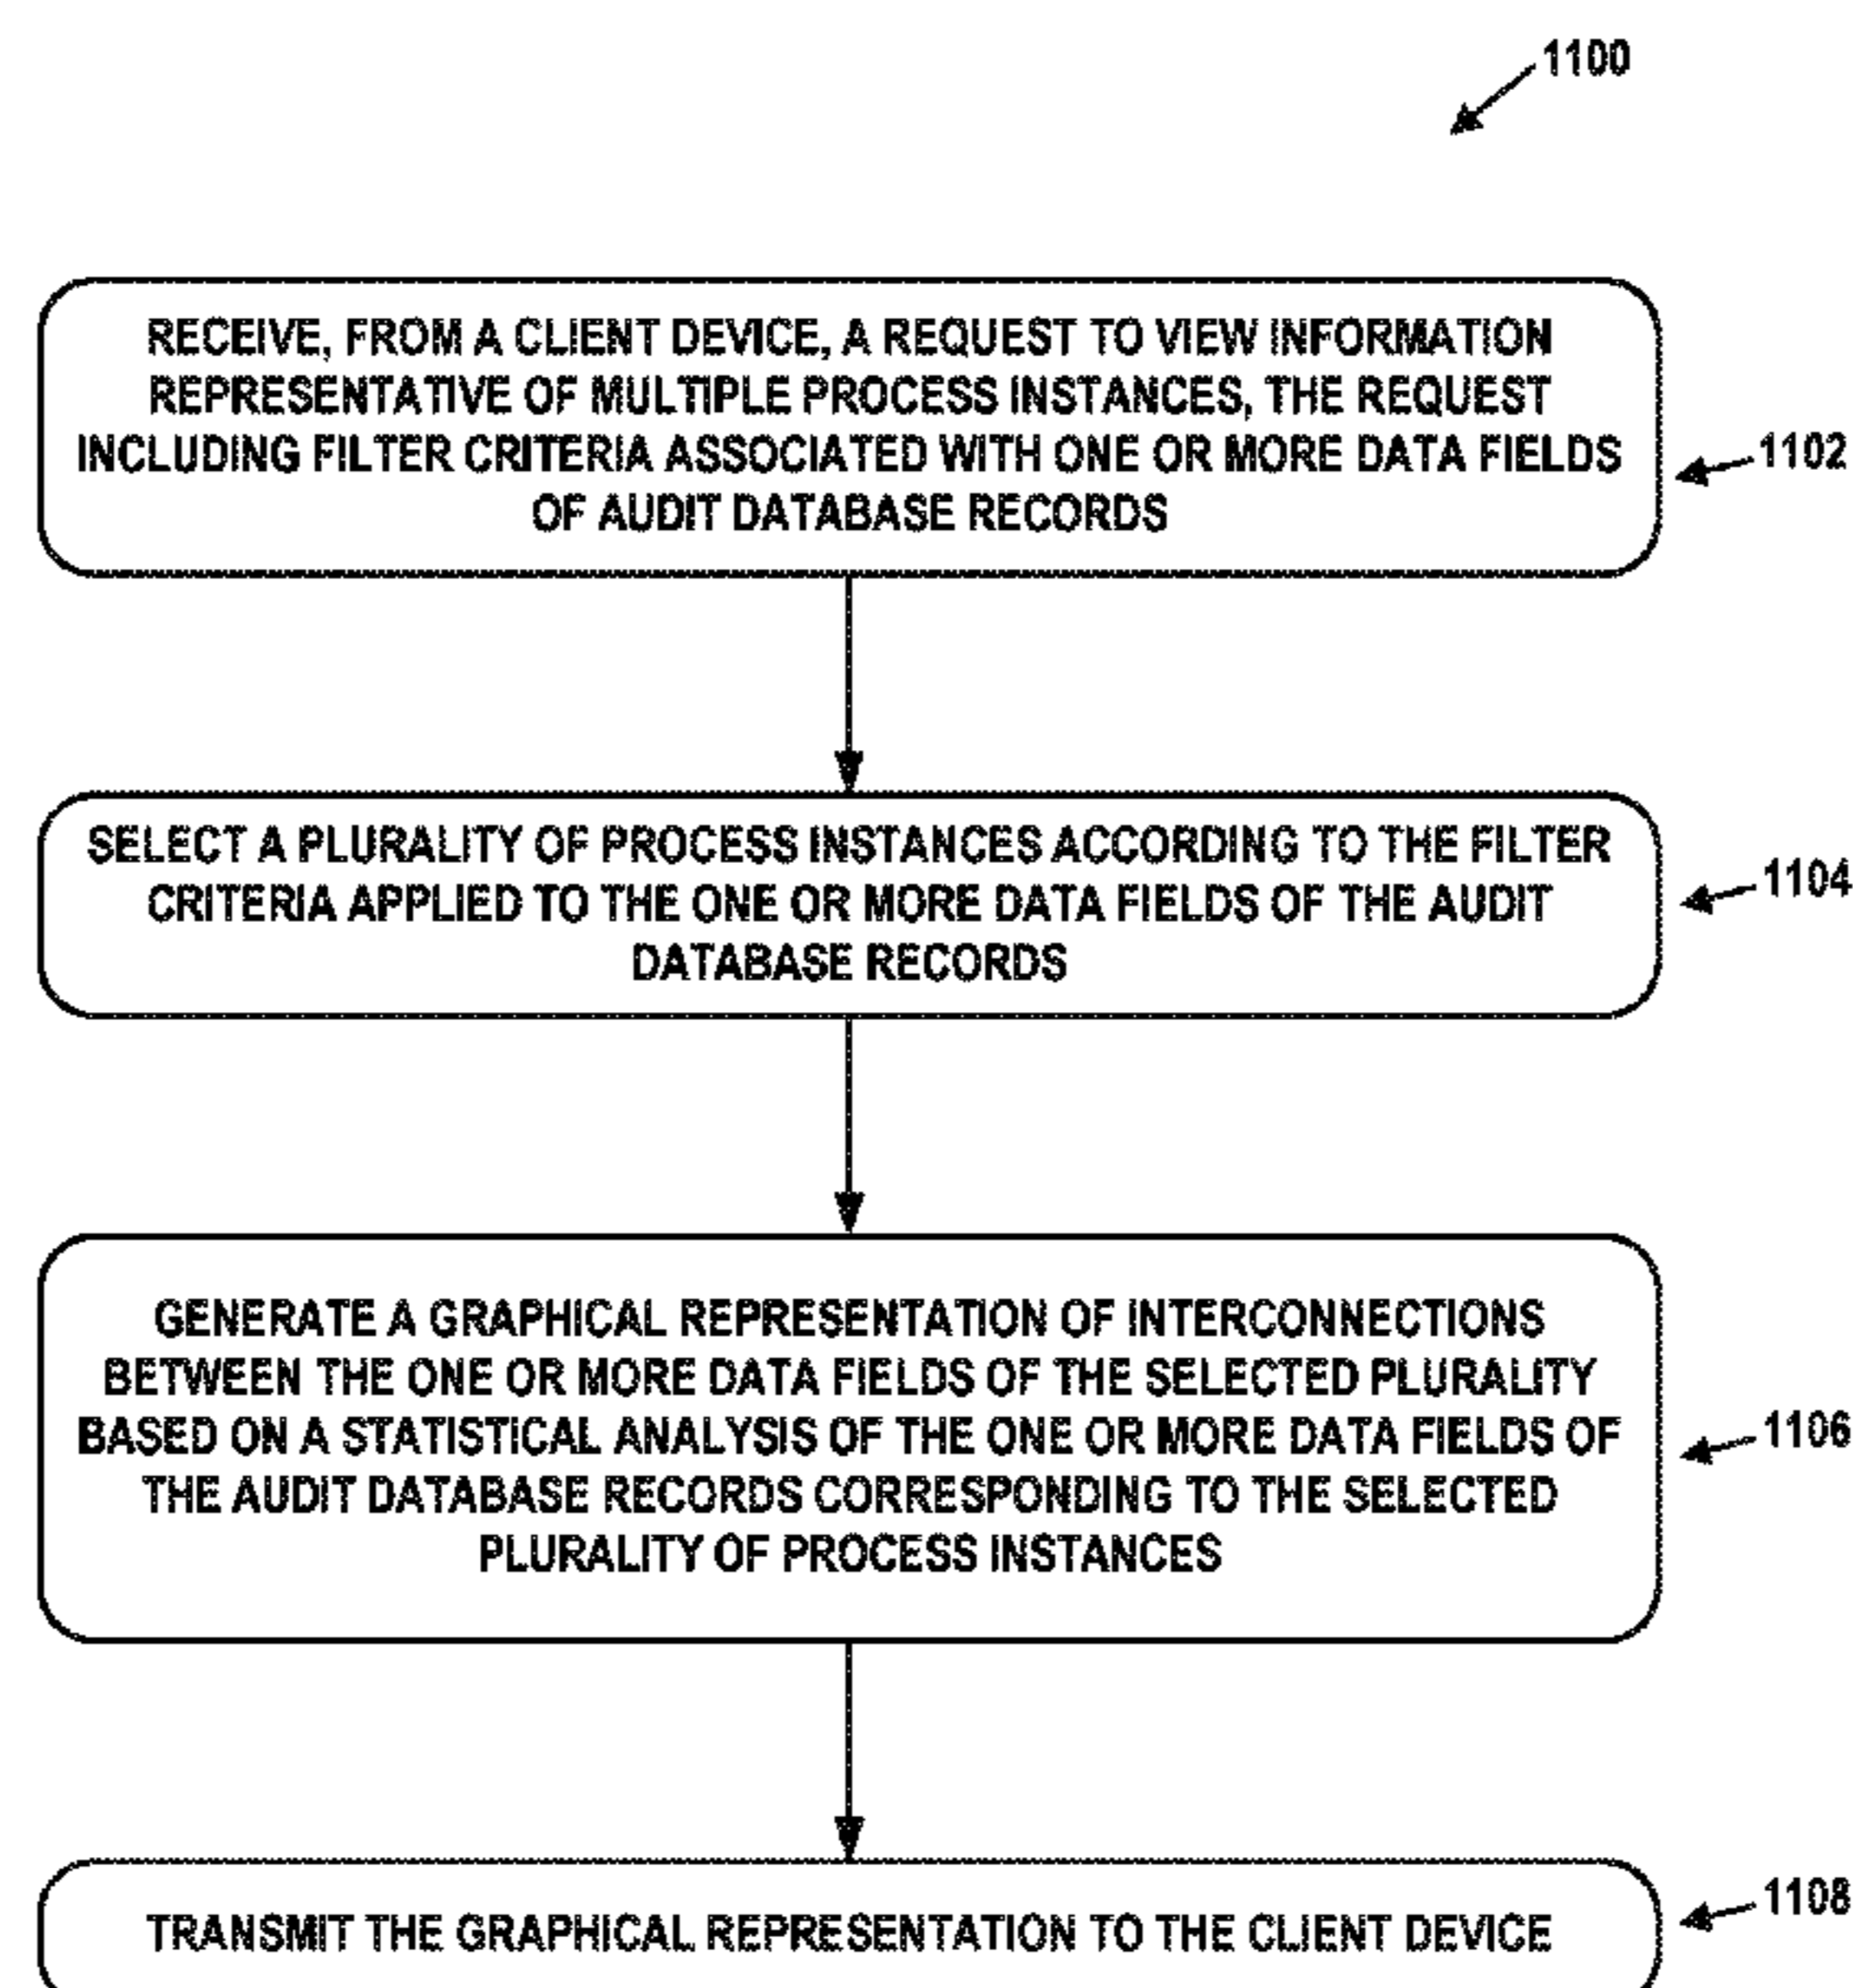 1100
RECEIVE, FROM A CLIENT DEVICE, A REQUEST TO VIEW INFORMATION
REPRESENTATIVE OF MULTIPLE PROCESS INSTANCES, THE REQUEST
INCLUDING FILTER CRITERIA ASSOCIATED WITH ONE OR MORE DATA FIELDS
OF AUDIT DATABASE RECORDS
1102
SELECT A PLURALITY OF PROCESS INSTANCES ACCORDING TO THE FILTER
CRITERIA APPLIED TO THE ONE OR MORE DATA FIELDS OF THE AUDIT
DATABASE RECORDS
1104
GENERATE A GRAPHICAL REPRESENTATION OF INTERCONNECTIONS
BETWEEN THE ONE OR MORE DATA FIELDS OF THE SELECTED PLURALITY
BASED ON A STATISTICAL ANALYSIS OF THE ONE OR MORE DATA FIELDS OF
THE AUDIT DATABASE RECORDS CORRESPONDING TO THE SELECTED
PLURALITY OF PROCESS INSTANCES
1106
TRANSMIT THE GRAPHICAL REPRESENTATION TO THE CLIENT DEVICE
1108